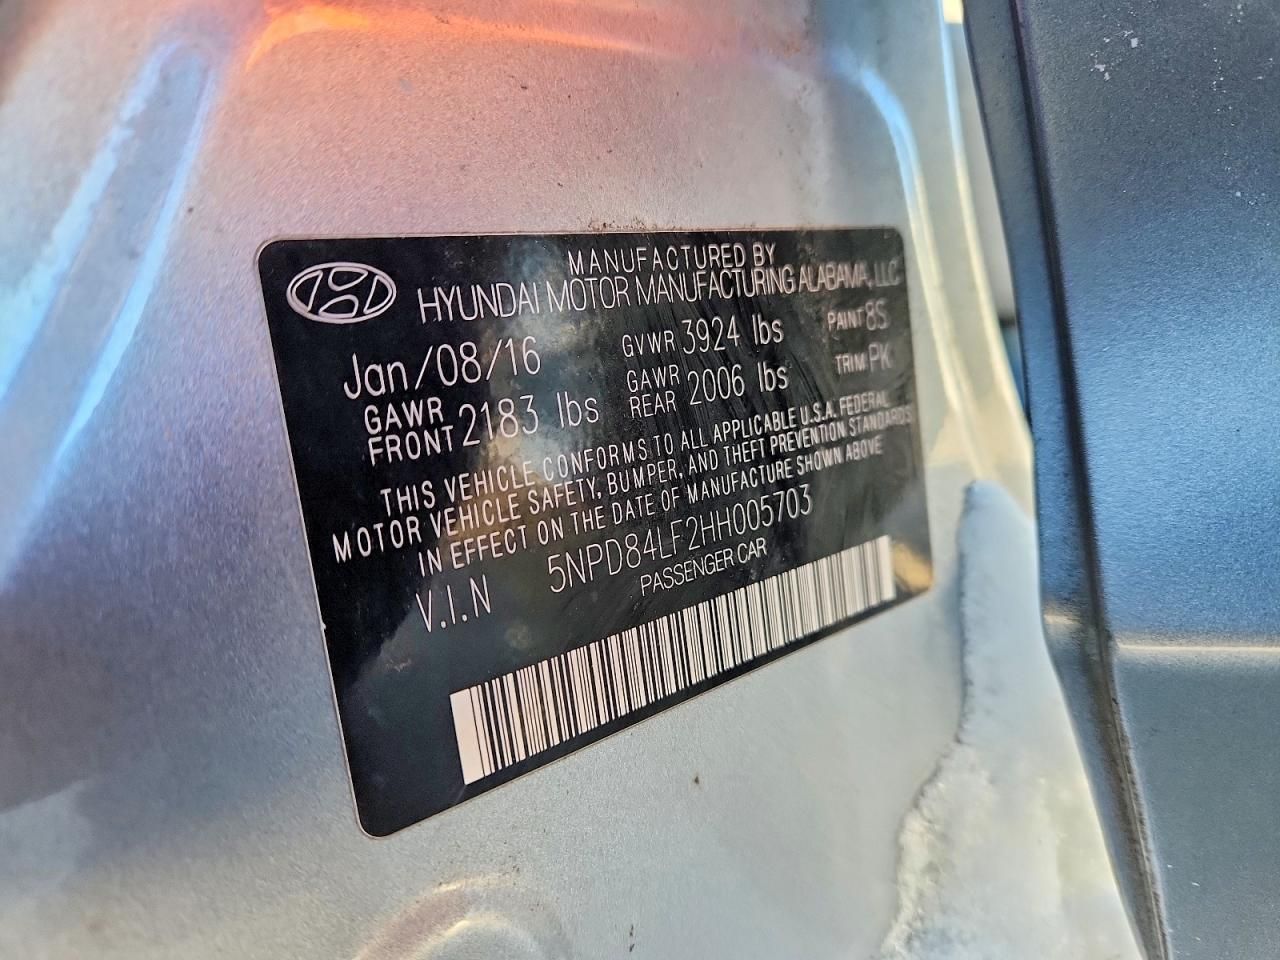 MANUFACTURED BY
HYUNDAI MOTOR MANUFACTURING ALABAMA, LLC
Jan/08/16 GVWR 3924 lbs PAINT 8S
GAWR FRONT 2183 lbs GAWR REAR 2006 lbs TRIM PK
THIS VEHICLE CONFORMS TO ALL APPLICABLE U.S.A. FEDERAL
MOTOR VEHICLE SAFETY, BUMPER, AND THEFT PREVENTION STANDARDS
IN EFFECT ON THE DATE OF MANUFACTURE SHOWN ABOVE
V.I.N 5NPD84LF2HH005703
PASSENGER CAR